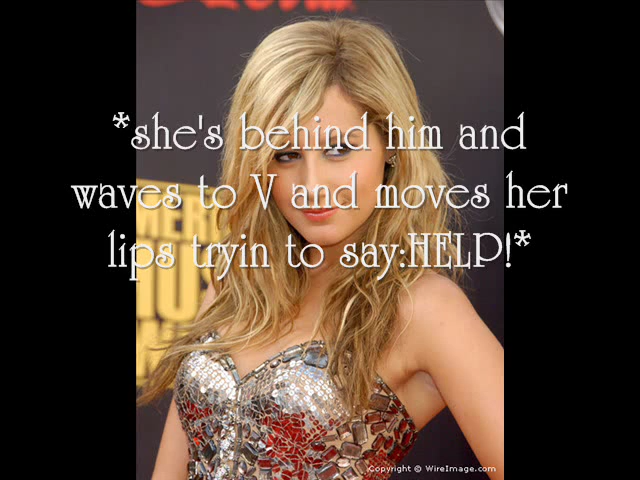 *she's behind him and
waves to V and moves her
lips tryin to say:HELP!*
Copyright © WireImage.com